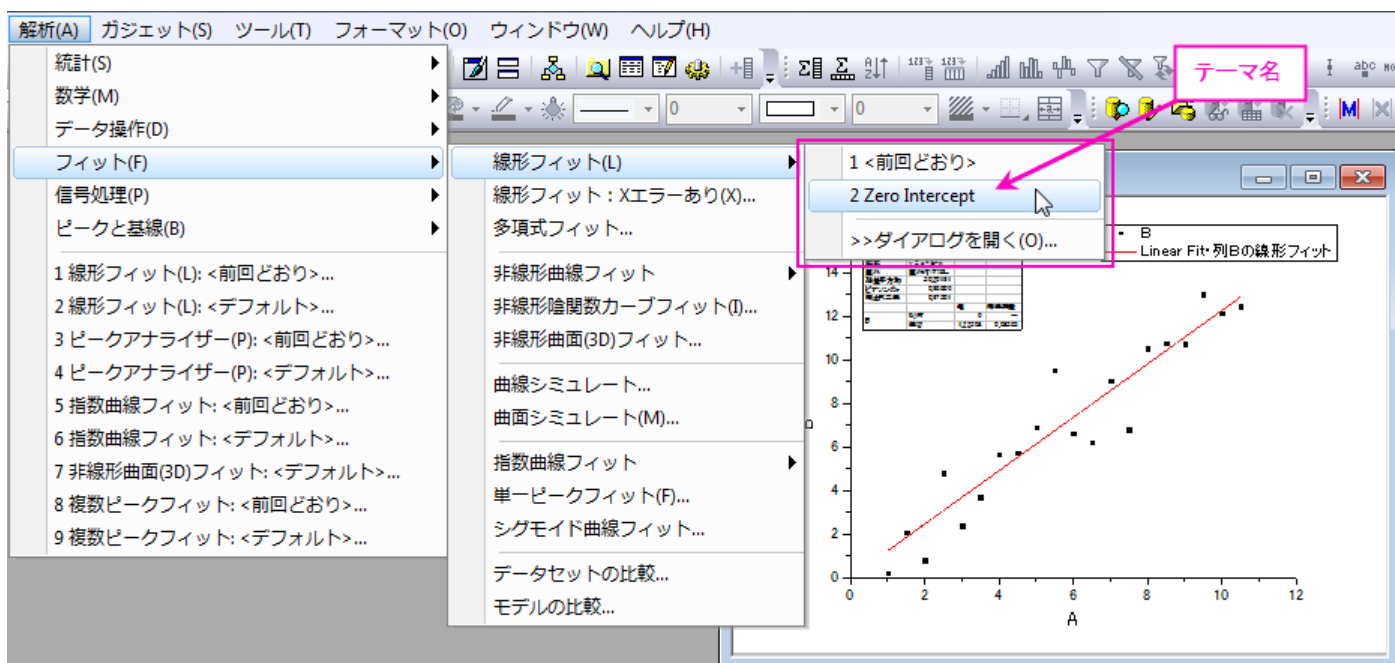 解析(A) ガジェット(S) ツール(T) フォーマット(O) ウィンドウ(W) ヘルプ(H)
統計(S)
数学(M)
データ操作(D)
フィット(F)
信号処理(P)
ピークと基線(B)
1 線形フィット(L): <前回どおり>...
2 線形フィット(L): <デフォルト>...
3 ピークアナライザー(P): <前回どおり>...
4 ピークアナライザー(P): <デフォルト>...
5 指数曲線フィット: <前回どおり>...
6 指数曲線フィット: <デフォルト>...
7 非線形曲面(3D)フィット: <デフォルト>...
8 複数ピークフィット: <前回どおり>...
9 複数ピークフィット: <デフォルト>...
0
0
テーマ名
abc
M
線形フィット(L)
線形フィット：Xエラーあり(X)...
多項式フィット...
非線形曲線フィット
非線形陰関数カーブフィット(I)...
非線形曲面(3D)フィット...
曲線シミュレート...
曲面シミュレート(M)...
指数曲線フィット
単一ピークフィット(F)...
シグモイド曲線フィット...
データセットの比較...
モデルの比較...
1 <前回どおり>
2 Zero Intercept
>>ダイアログを開く(O)...
B
Linear Fit・列Bの線形フィット
14
12
10
8
6
4
2
0
0 2 4 6 8 10 12
A